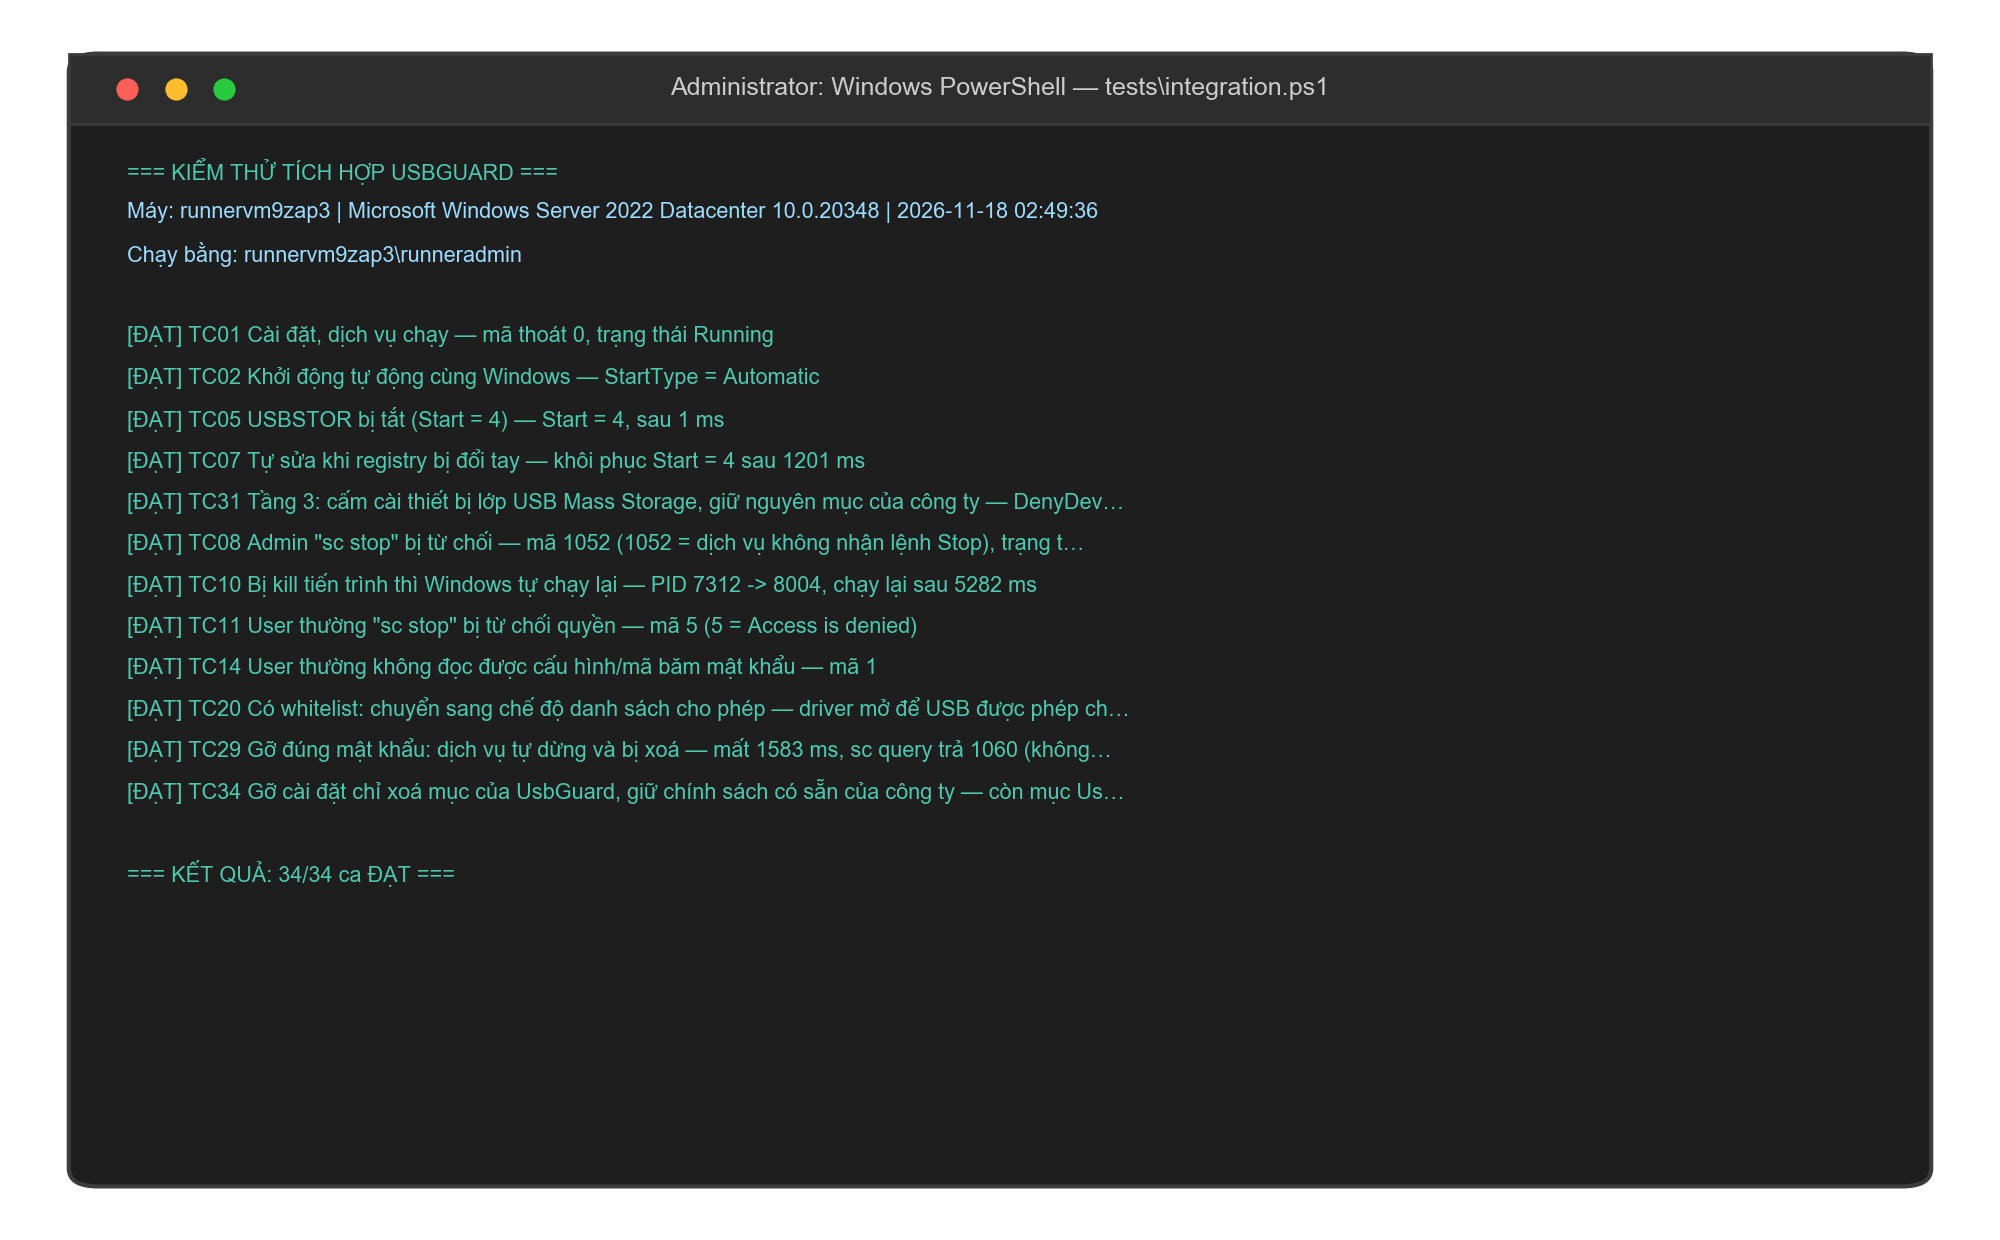 Administrator: Windows PowerShell — tests\integration.ps1
=== KIỂM THỬ TÍCH HỢP USBGUARD ===
Máy: runnervm9zap3 | Microsoft Windows Server 2022 Datacenter 10.0.20348 | 2026-11-18 02:49:36
Chạy bằng: runnervm9zap3\runneradmin
[ĐẠT] TC01 Cài đặt, dịch vụ chạy — mã thoát 0, trạng thái Running
[ĐẠT] TC02 Khởi động tự động cùng Windows — StartType = Automatic
[ĐẠT] TC05 USBSTOR bị tắt (Start = 4) — Start = 4, sau 1 ms
[ĐẠT] TC07 Tự sửa khi registry bị đổi tay — khôi phục Start = 4 sau 1201 ms
[ĐẠT] TC31 Tầng 3: cấm cài thiết bị lớp USB Mass Storage, giữ nguyên mục của công ty — DenyDev…
[ĐẠT] TC08 Admin "sc stop" bị từ chối — mã 1052 (1052 = dịch vụ không nhận lệnh Stop), trạng t…
[ĐẠT] TC10 Bị kill tiến trình thì Windows tự chạy lại — PID 7312 -> 8004, chạy lại sau 5282 ms
[ĐẠT] TC11 User thường "sc stop" bị từ chối quyền — mã 5 (5 = Access is denied)
[ĐẠT] TC14 User thường không đọc được cấu hình/mã băm mật khẩu — mã 1
[ĐẠT] TC20 Có whitelist: chuyển sang chế độ danh sách cho phép — driver mở để USB được phép ch…
[ĐẠT] TC29 Gỡ đúng mật khẩu: dịch vụ tự dừng và bị xoá — mất 1583 ms, sc query trả 1060 (không…
[ĐẠT] TC34 Gỡ cài đặt chỉ xoá mục của UsbGuard, giữ chính sách có sẵn của công ty — còn mục Us…
=== KẾT QUẢ: 34/34 ca ĐẠT ===